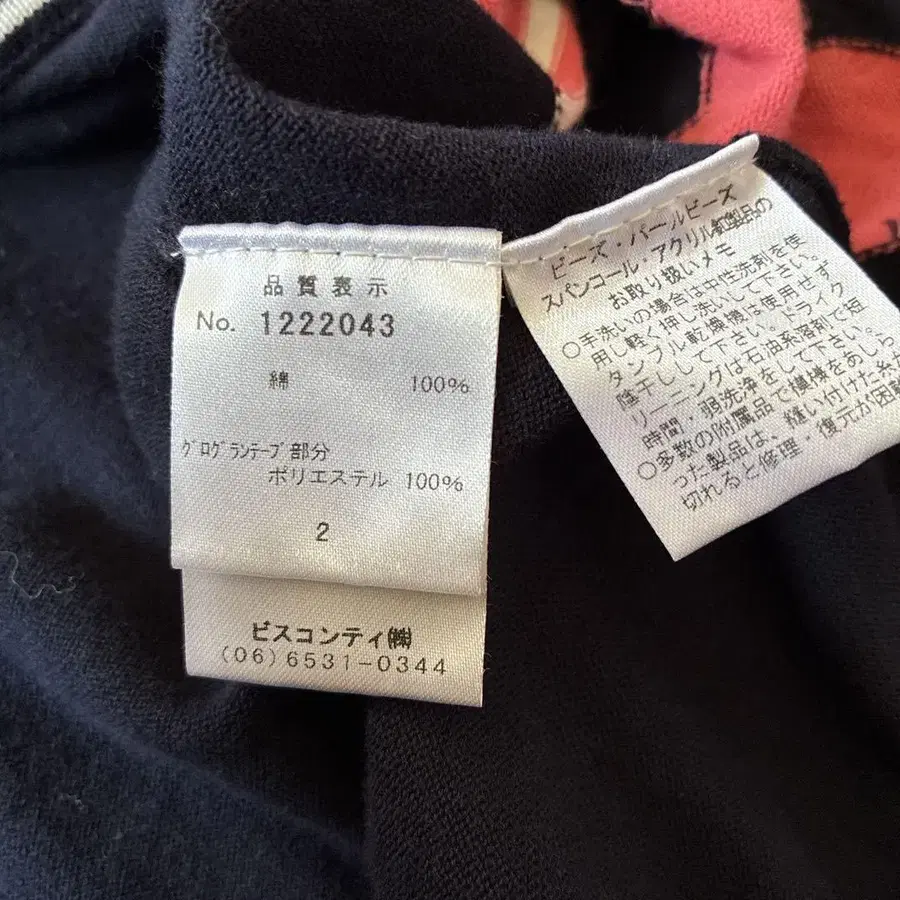 品質表示
No. 1222043
綿 100%
グログランテープ部分
ポリエステル 100%
2
ビスコンティ㈱
(06)6531-0344
ビーズ・パールビーズ
スパンコール・アクリル釦製品の
お取り扱いメモ
○手洗いの場合は中性洗剤を使
用し軽く押し洗いして下さい。
タンブル乾燥機は使用せず
陰干しして下さい。ドライク
リーニングは石油系溶剤で短
時間・弱洗浄をして下さい。
○多数の附属品で模様をあしら
った製品は、縫い付けた糸が
切れると修理・復元が困難